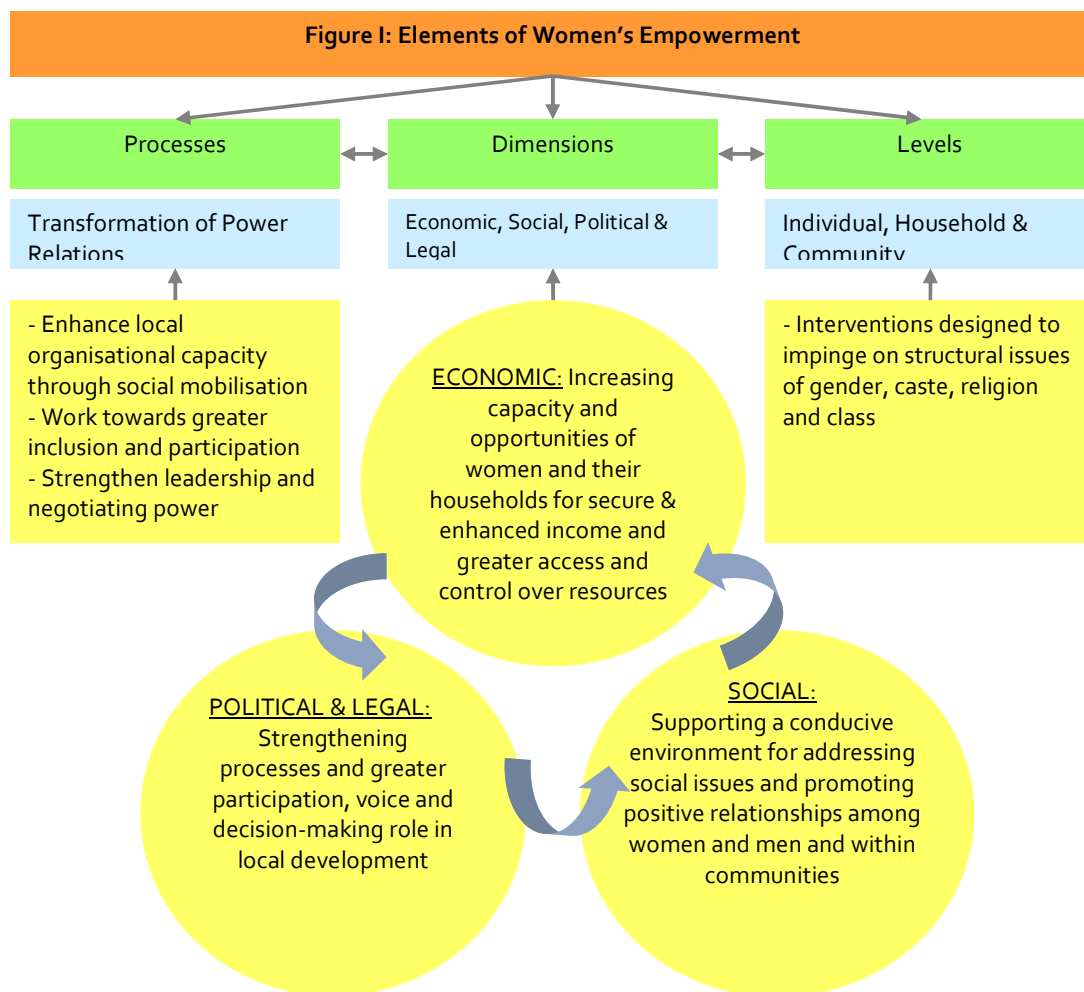 Figure I: Elements of Women's Empowerment
Processes
Dimensions
Levels
Transformation of Power
Relations
Economic, Social, Political &
Legal
Individual, Household &
Community
- Enhance local
organisational capacity
through social mobilisation
- Work towards greater
inclusion and participation
- Strengthen leadership and
negotiating power
ECONOMIC: Increasing
capacity and
opportunities of
women and their
households for secure &
enhanced income and
greater access and
control over resources
- Interventions designed to
impinge on structural issues
of gender, caste, religion
and class
POLITICAL & LEGAL:
Strengthening
processes and greater
participation, voice and
decision-making role in
local development
SOCIAL:
Supporting a conducive
environment for addressing
social issues and promoting
positive relationships among
women and men and within
communities